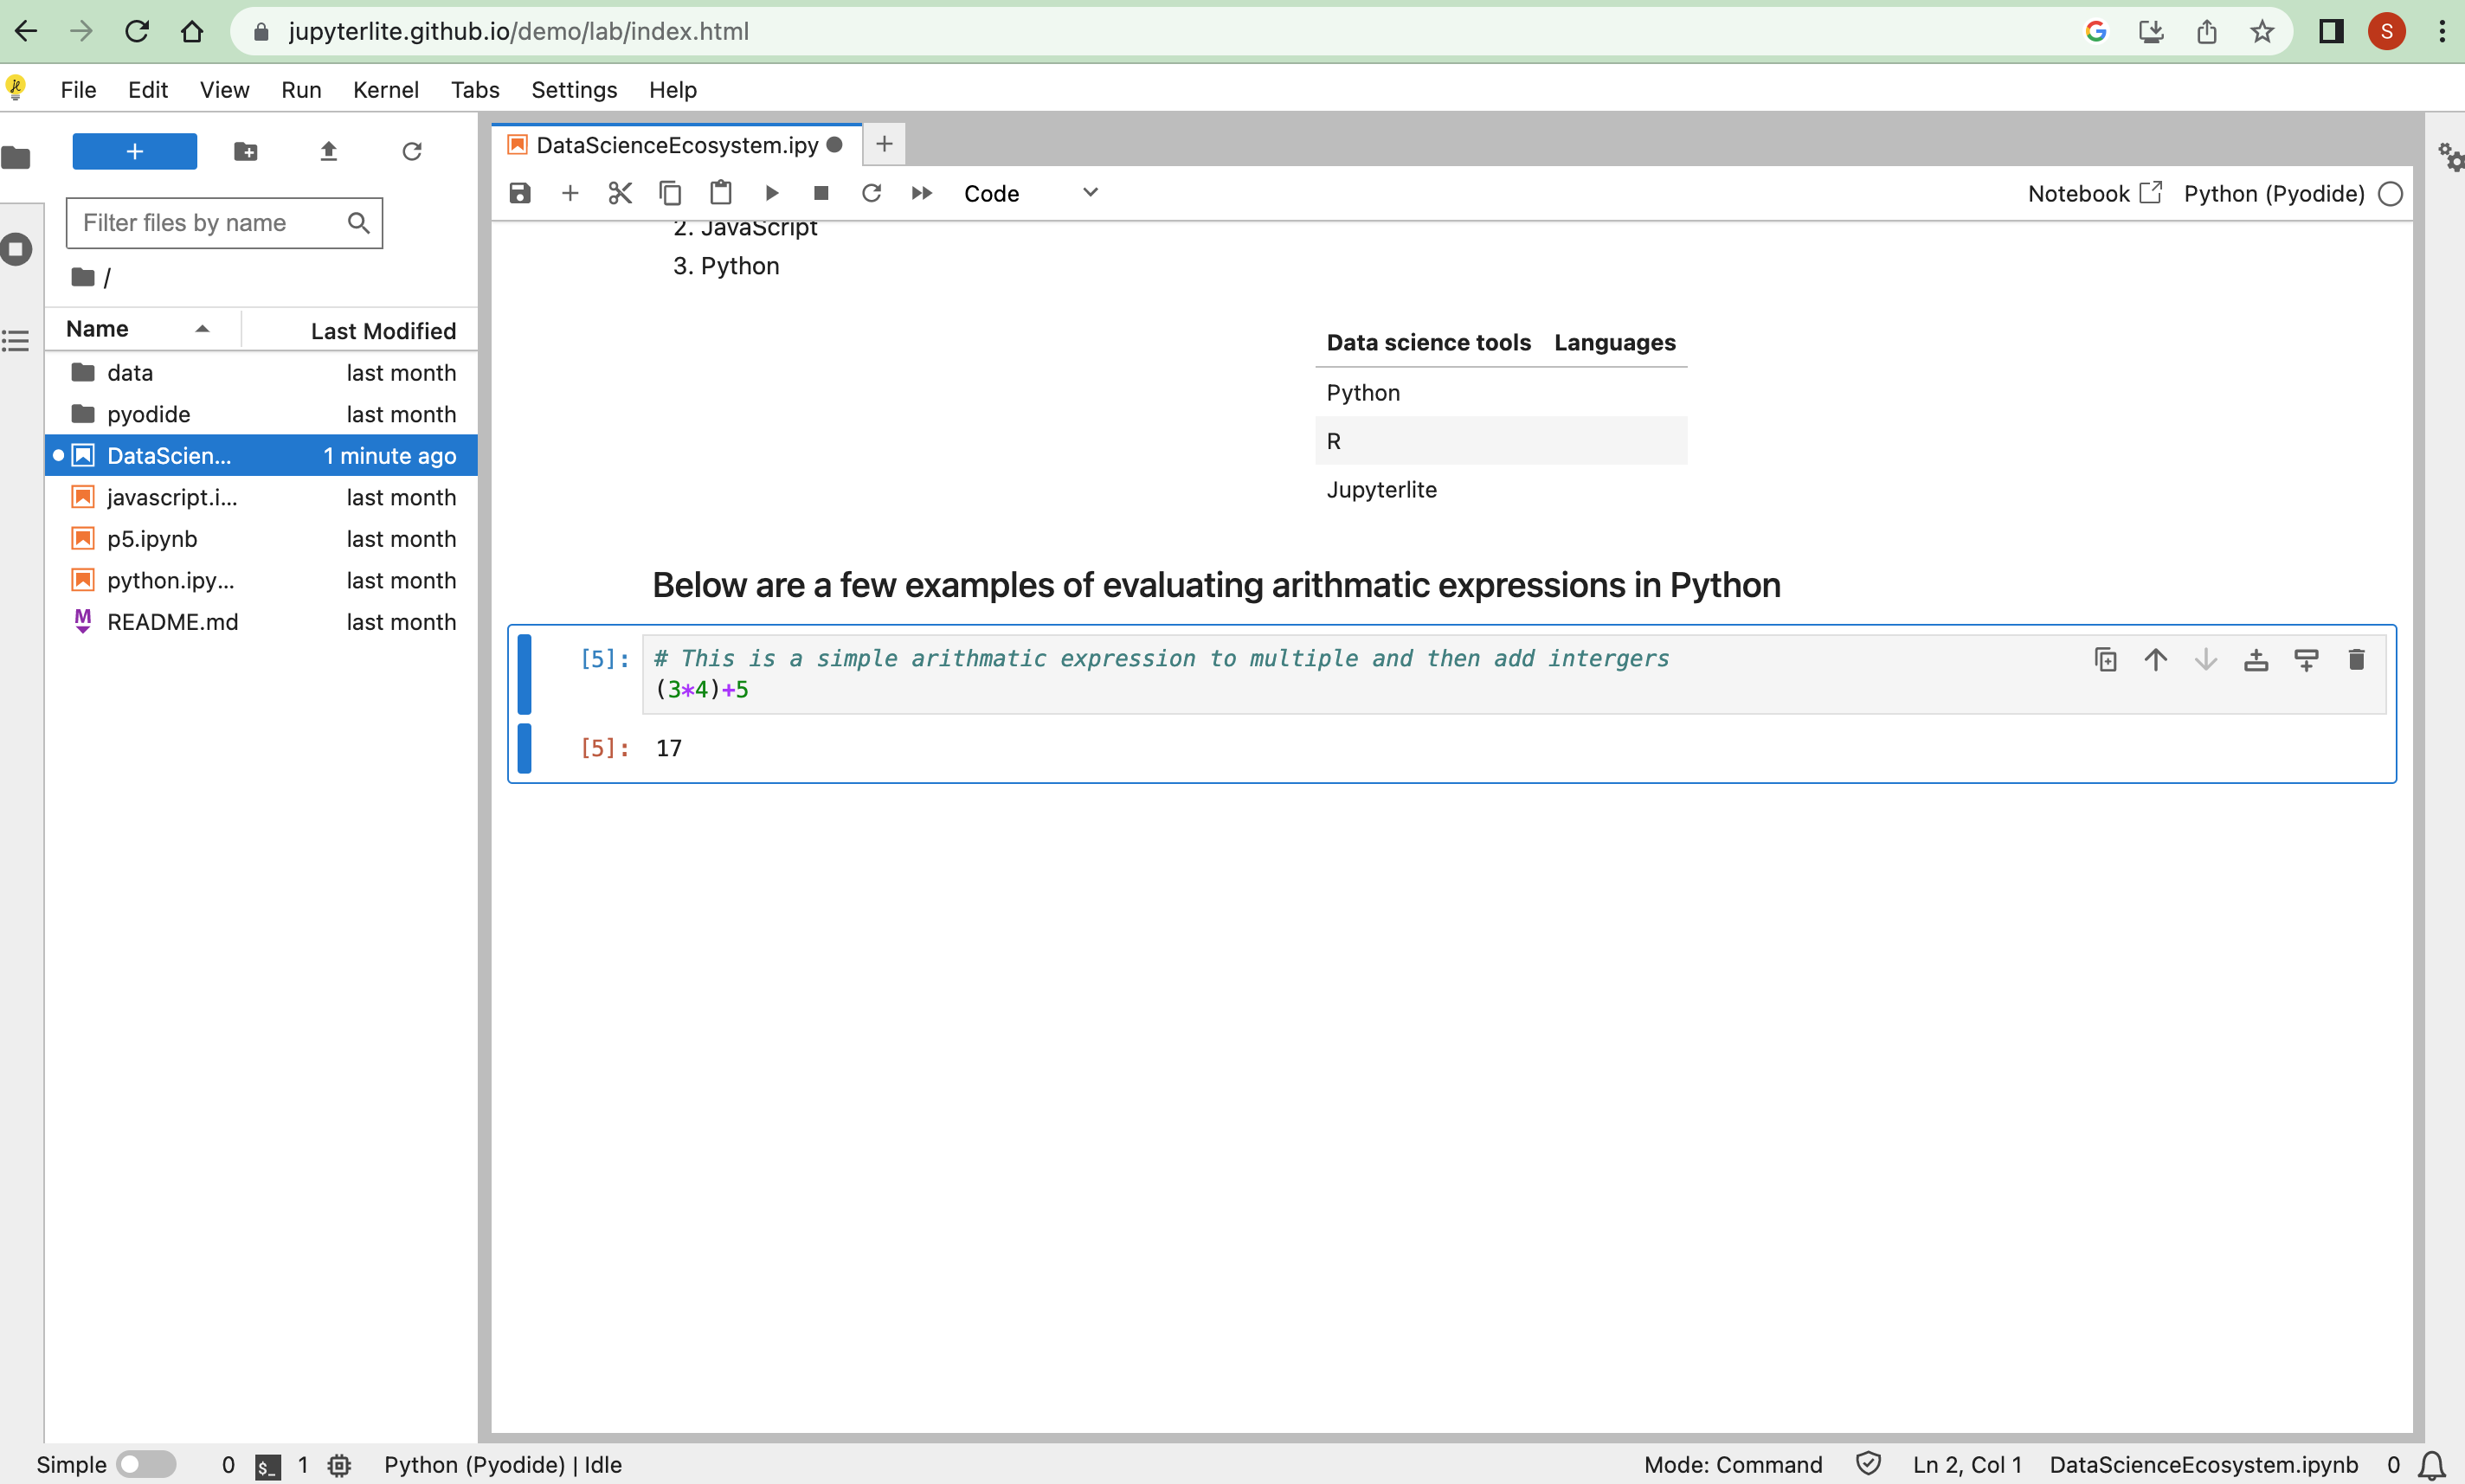 jupyterlite.github.io/demo/lab/index.html
S
File Edit View Run Kernel Tabs Settings Help
+
Filter files by name
/
Name Last Modified
data last month
pyodide last month
DataScien... 1 minute ago
javascript.i... last month
p5.ipynb last month
python.ipy... last month
README.md last month
DataScienceEcosystem.ipy
Code Notebook Python (Pyodide)
2. JavaScript
3. Python
Data science tools Languages
Python
R
Jupyterlite
Below are a few examples of evaluating arithmatic expressions in Python
[5]: # This is a simple arithmatic expression to multiple and then add intergers
(3*4)+5
[5]: 17
Simple 0 $_ 1 Python (Pyodide) | Idle Mode: Command Ln 2, Col 1 DataScienceEcosystem.ipynb 0